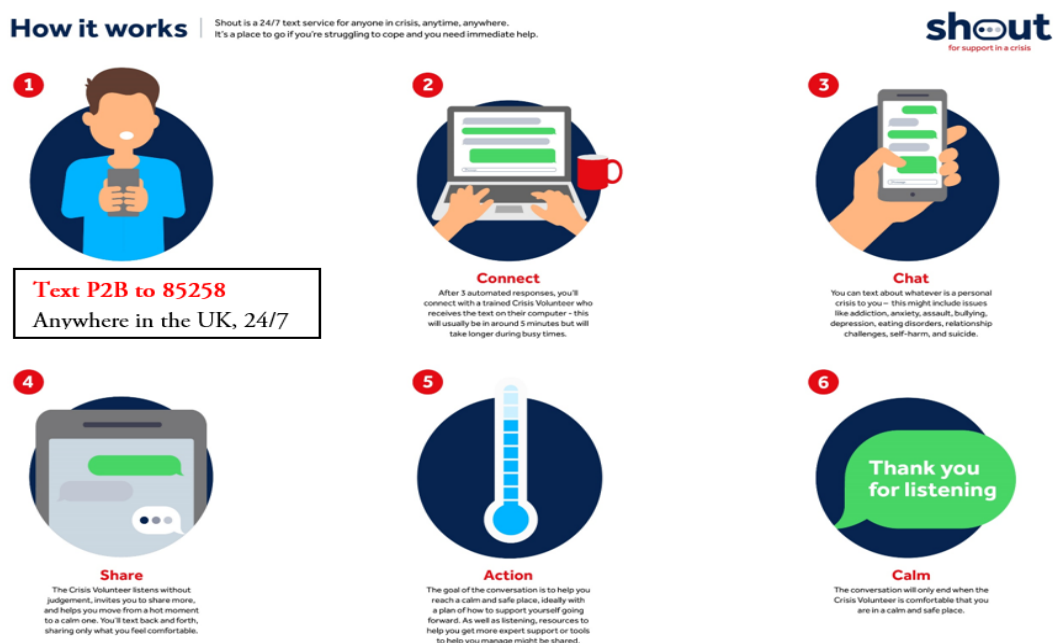 How it works
Shout is a 24/7 text service for anyone in crisis, anytime, anywhere.
It's a place to go if you're struggling to cope and you need immediate help.
shout
for support in a crisis
1
Text P2B to 85258
Anywhere in the UK, 24/7
2
Connect
After 3 automated responses, you'll
connect with a trained Crisis Volunteer who
receives the text on their computer - this
will usually be in around 5 minutes but will
take longer during busy times.
3
Chat
You can text about whatever is a personal
crisis to you – this might include issues
like addiction, anxiety, assault, bullying,
depression, eating disorders, relationship
challenges, self-harm, and suicide.
4
Share
The Crisis Volunteer listens without
judgement, invites you to share more,
and helps you move from a hot moment
to a calm one. You'll text back and forth,
sharing only what you feel comfortable.
5
Action
The goal of the conversation is to help you
reach a calm and safe place, ideally with
a plan of how to support yourself going
forward. As well as listening, resources to
help you get more expert support or tools
to help you manage might be shared.
6
Thank you
for listening
Calm
The conversation will only end when the
Crisis Volunteer is comfortable that you
are in a calm and safe place.